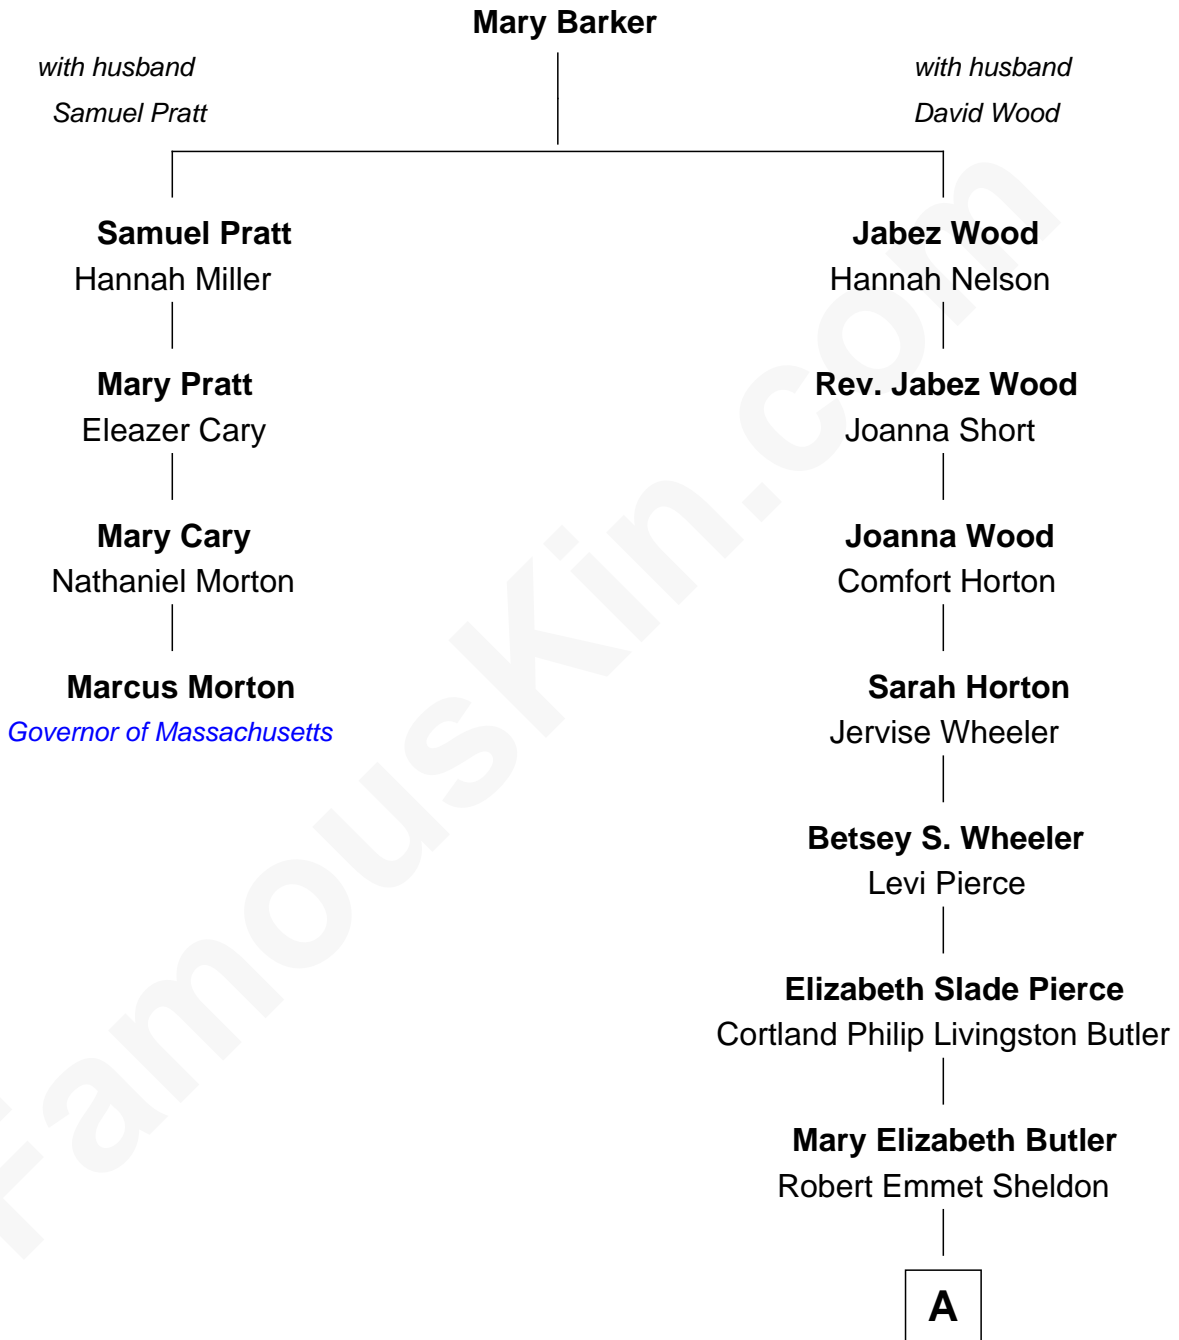 Mary Barker
with husband
Samuel Pratt
with husband
David Wood
Samuel Pratt
Hannah Miller
Mary Pratt
Eleazer Cary
Mary Cary
Nathaniel Morton
Marcus Morton
Governor of Massachusetts
Jabez Wood
Hannah Nelson
Rev. Jabez Wood
Joanna Short
Joanna Wood
Comfort Horton
Sarah Horton
Jervise Wheeler
Betsey S. Wheeler
Levi Pierce
Elizabeth Slade Pierce
Cortland Philip Livingston Butler
Mary Elizabeth Butler
Robert Emmet Sheldon
A
FamousKin.com